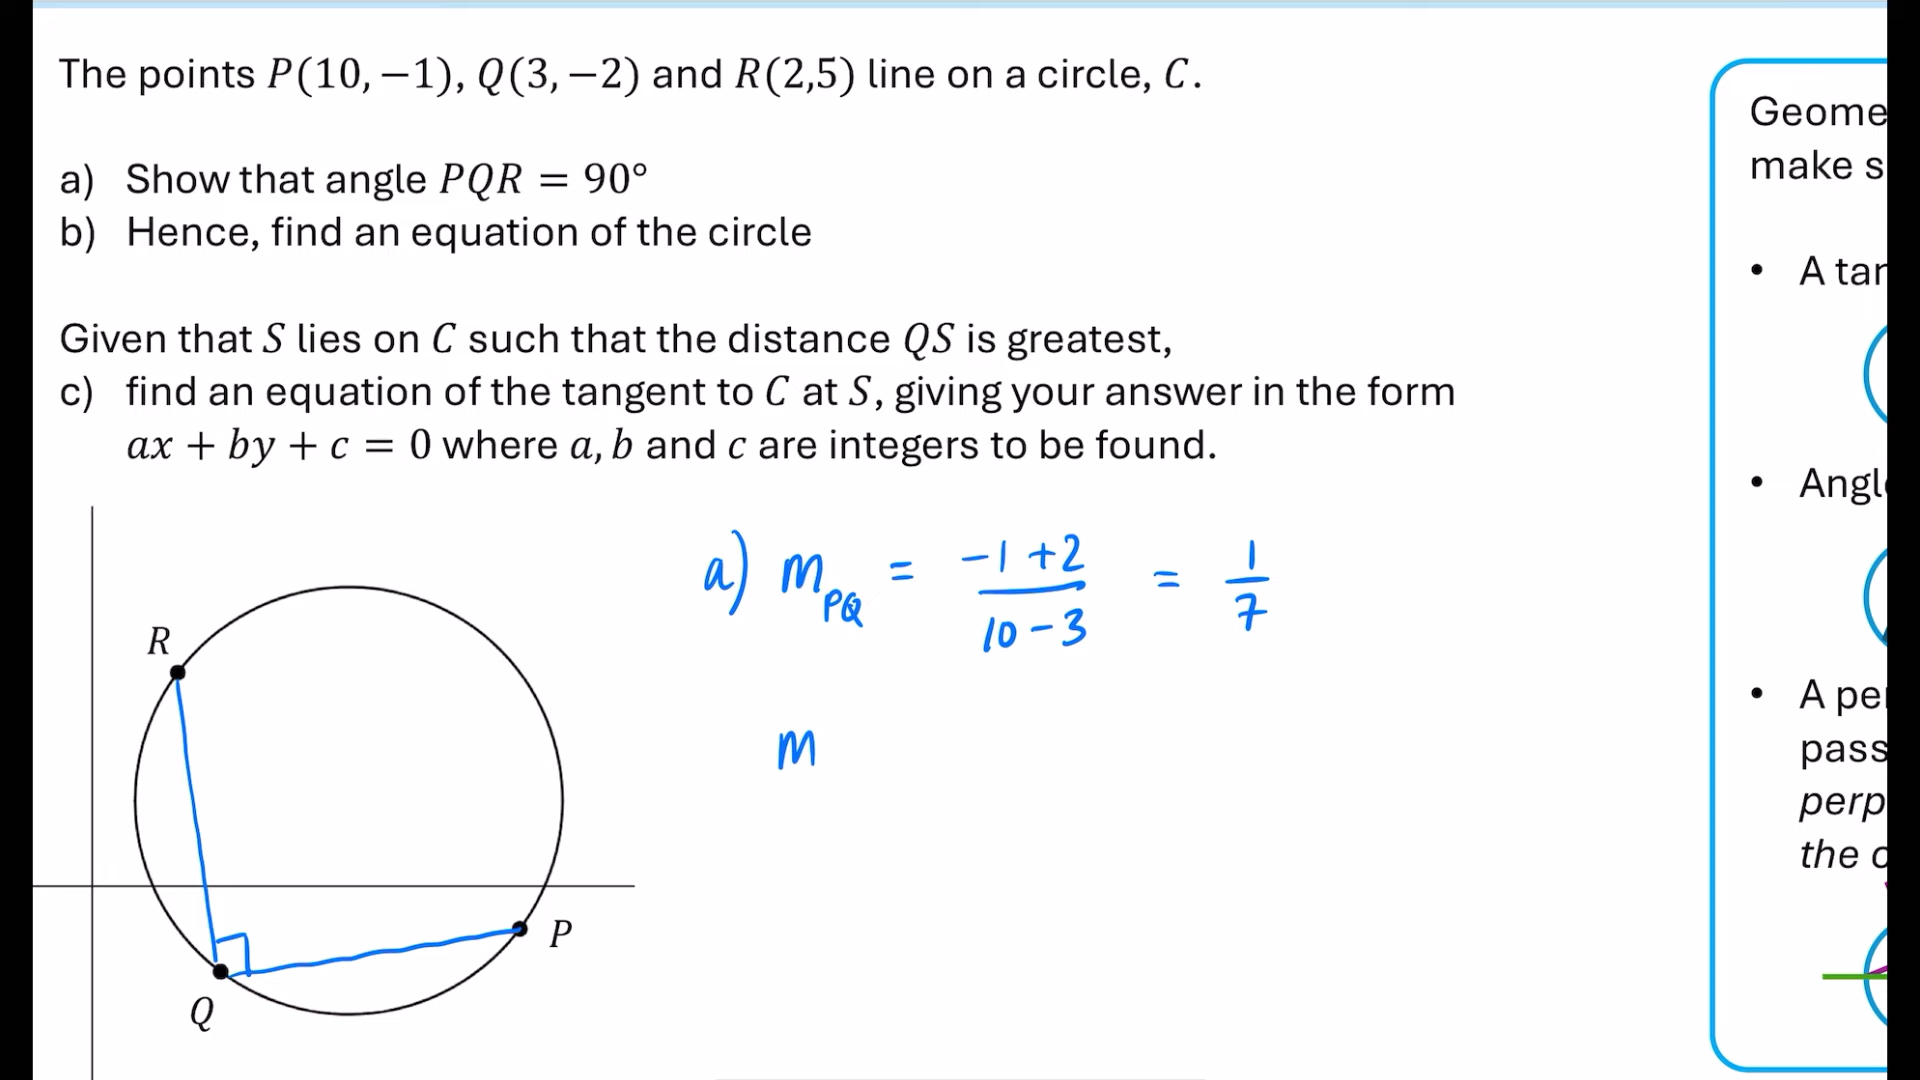 The points P(10, −1), Q(3, −2) and R(2,5) line on a circle, C.
a) Show that angle PQR = 90°
b) Hence, find an equation of the circle
Given that S lies on C such that the distance QS is greatest,
c) find an equation of the tangent to C at S, giving your answer in the form
ax + by + c = 0 where a, b and c are integers to be found.
R
Q
P
a) m_PQ = (-1+2)/(10-3) = 1/7
m
Geome
make s
• A tan
• Angl
• A pe
pass
perp
the c